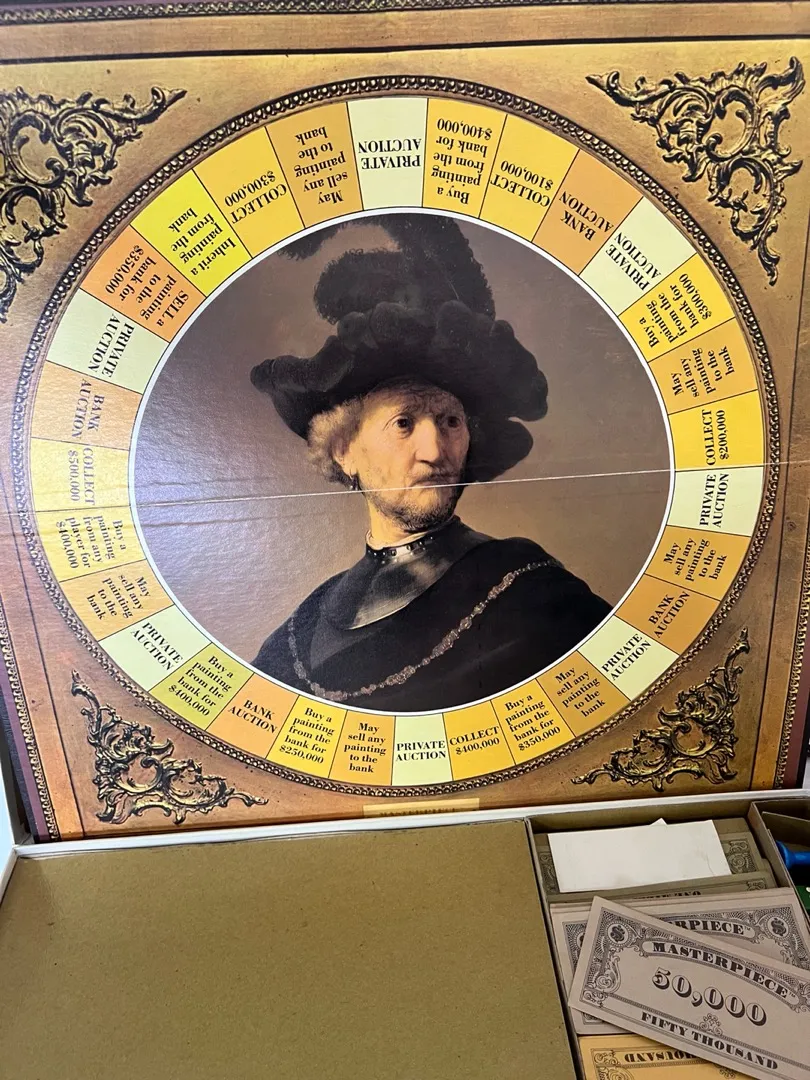 PRIVATE
AUCTION
Buy a
painting
from the
bank for
$400,000
COLLECT
$100,000
BANK
AUCTION
PRIVATE
AUCTION
Buy a
painting
from the
bank for
$300,000
May
sell any
painting
to the
bank
COLLECT
$200,000
PRIVATE
AUCTION
May
sell any
painting
to the
bank
BANK
AUCTION
PRIVATE
AUCTION
May
sell any
painting
to the
bank
Buy a
painting
from the
bank for
$350,000
COLLECT
$400,000
PRIVATE
AUCTION
May
sell any
painting
to the
bank
Buy a
painting
from the
bank for
$250,000
BANK
AUCTION
Buy a
painting
from the
bank for
$100,000
PRIVATE
AUCTION
May
sell any
painting
to the
bank
Buy a
painting
from any
player for
$400,000
COLLECT
$500,000
BANK
AUCTION
PRIVATE
AUCTION
SELL a
painting
to the
bank for
$350,000
Inherit a
painting
from the
bank
COLLECT
$300,000
May
sell any
painting
to the
bank
MASTERPIECE
RPIECE™
MASTERPIECE™
50,000
FIFTY THOUSAND
OUSAND